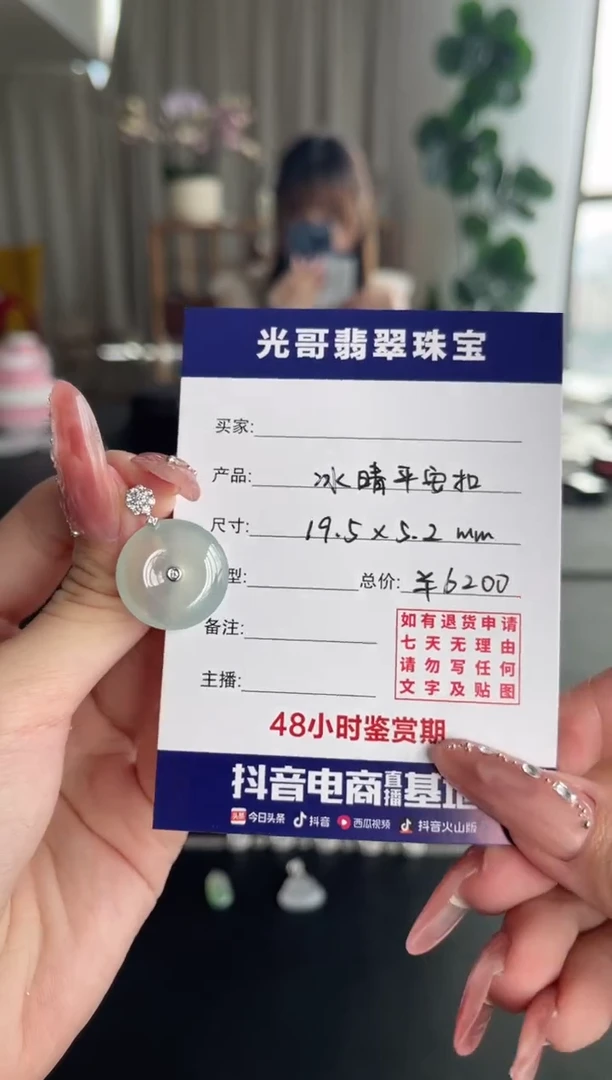 光哥翡翠珠宝
买家:
产品: 冰晴平安扣
尺寸: 19.5×5.2mm
型: 总价: ¥6200
备注:
主播:
如有退货申请
七天无理由
请勿写任何
文字及贴图
48小时鉴赏期
抖音电商直播基地
头条 今日头条 抖音 西瓜视频 抖音火山版